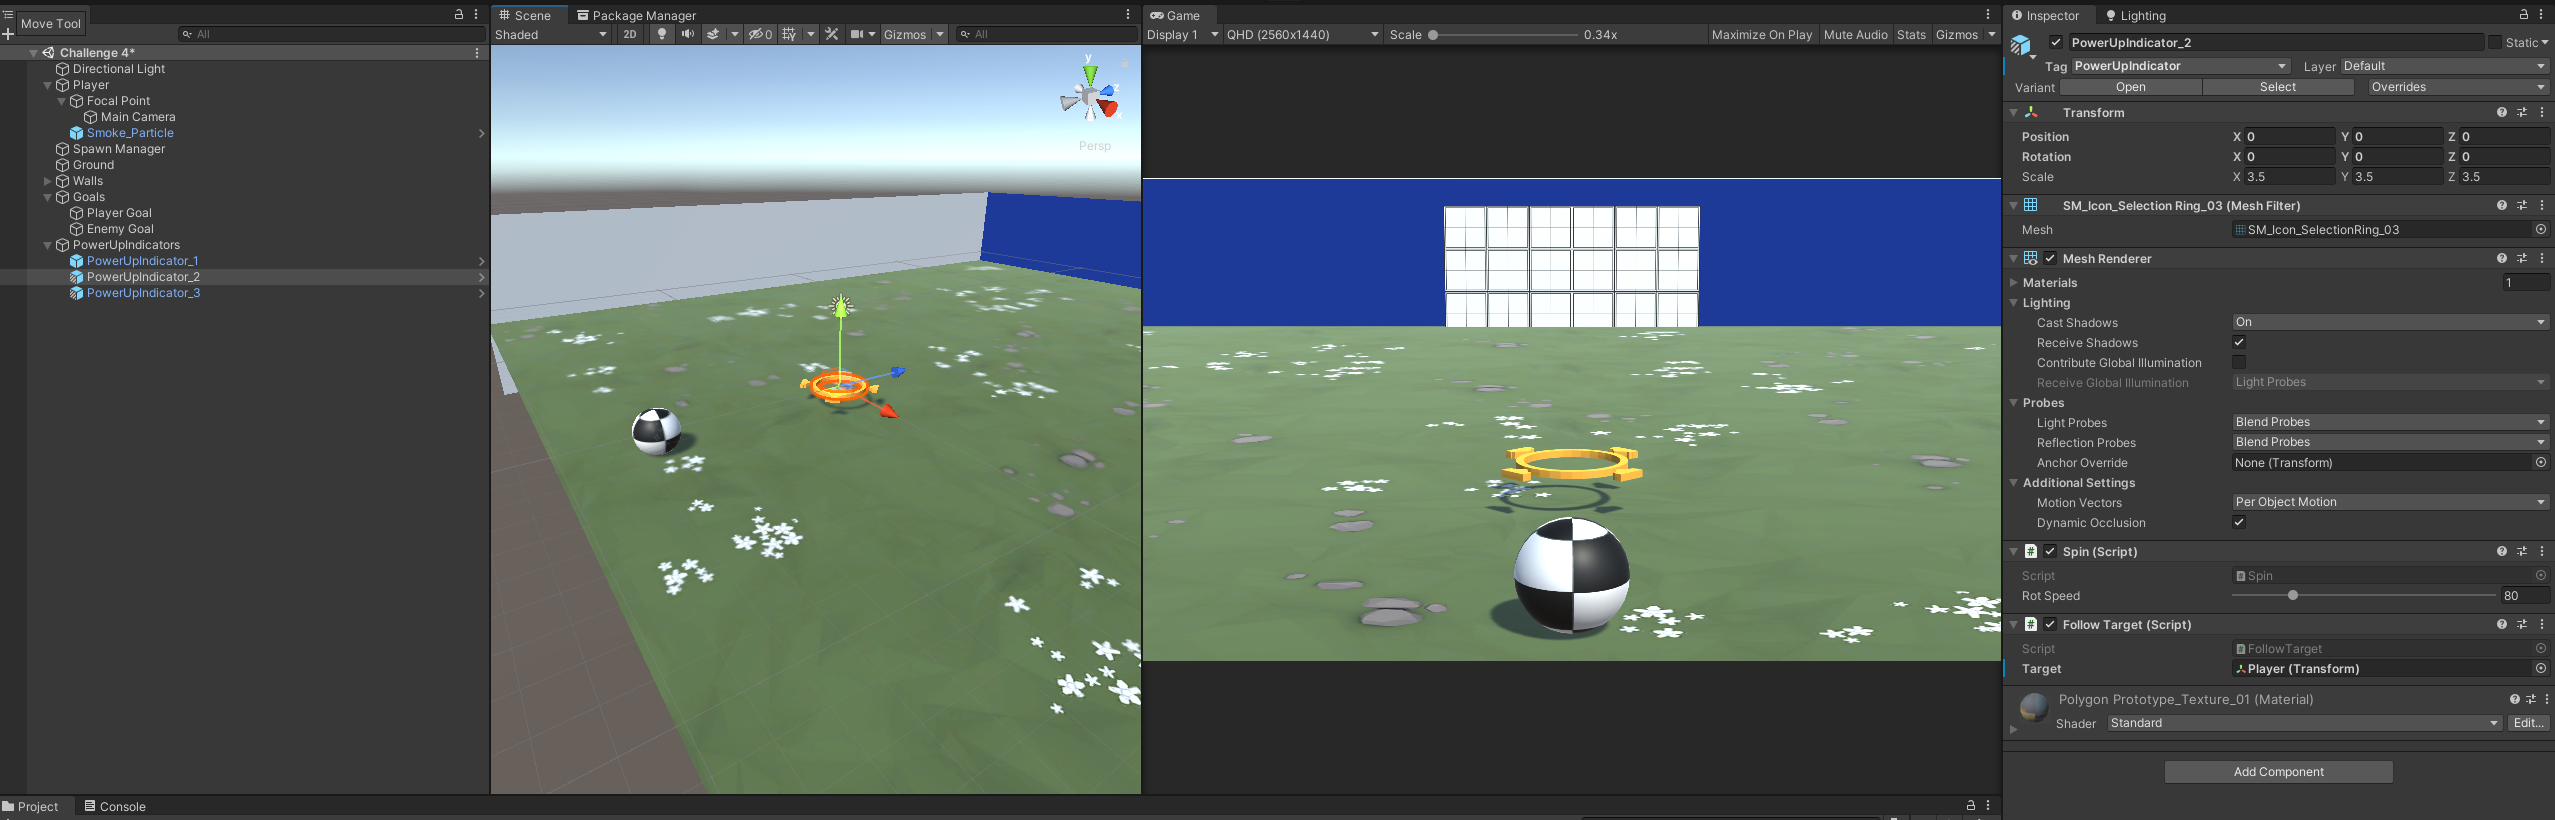 Move Tool
All
Challenge 4*
Directional Light
Player
Focal Point
Main Camera
Smoke_Particle
Spawn Manager
Ground
Walls
Goals
Player Goal
Enemy Goal
PowerUpIndicators
PowerUpIndicator_1
PowerUpIndicator_2
PowerUpIndicator_3
Scene
Package Manager
Shaded
2D
0
Gizmos
All
y
z
x
Persp
Game
Display 1
QHD (2560x1440)
Scale
0.34x
Maximize On Play
Mute Audio
Stats
Gizmos
Inspector
Lighting
PowerUpIndicator_2
Static
Tag PowerUpIndicator
Layer Default
Variant
Open
Select
Overrides
Transform
Position X 0 Y 0 Z 0
Rotation X 0 Y 0 Z 0
Scale X 3.5 Y 3.5 Z 3.5
SM_Icon_Selection Ring_03 (Mesh Filter)
Mesh SM_Icon_SelectionRing_03
Mesh Renderer
Materials 1
Lighting
Cast Shadows On
Receive Shadows
Contribute Global Illumination
Receive Global Illumination Light Probes
Probes
Light Probes Blend Probes
Reflection Probes Blend Probes
Anchor Override None (Transform)
Additional Settings
Motion Vectors Per Object Motion
Dynamic Occlusion
Spin (Script)
Script Spin
Rot Speed 80
Follow Target (Script)
Script FollowTarget
Target Player (Transform)
Polygon Prototype_Texture_01 (Material)
Shader Standard Edit...
Add Component
Project
Console